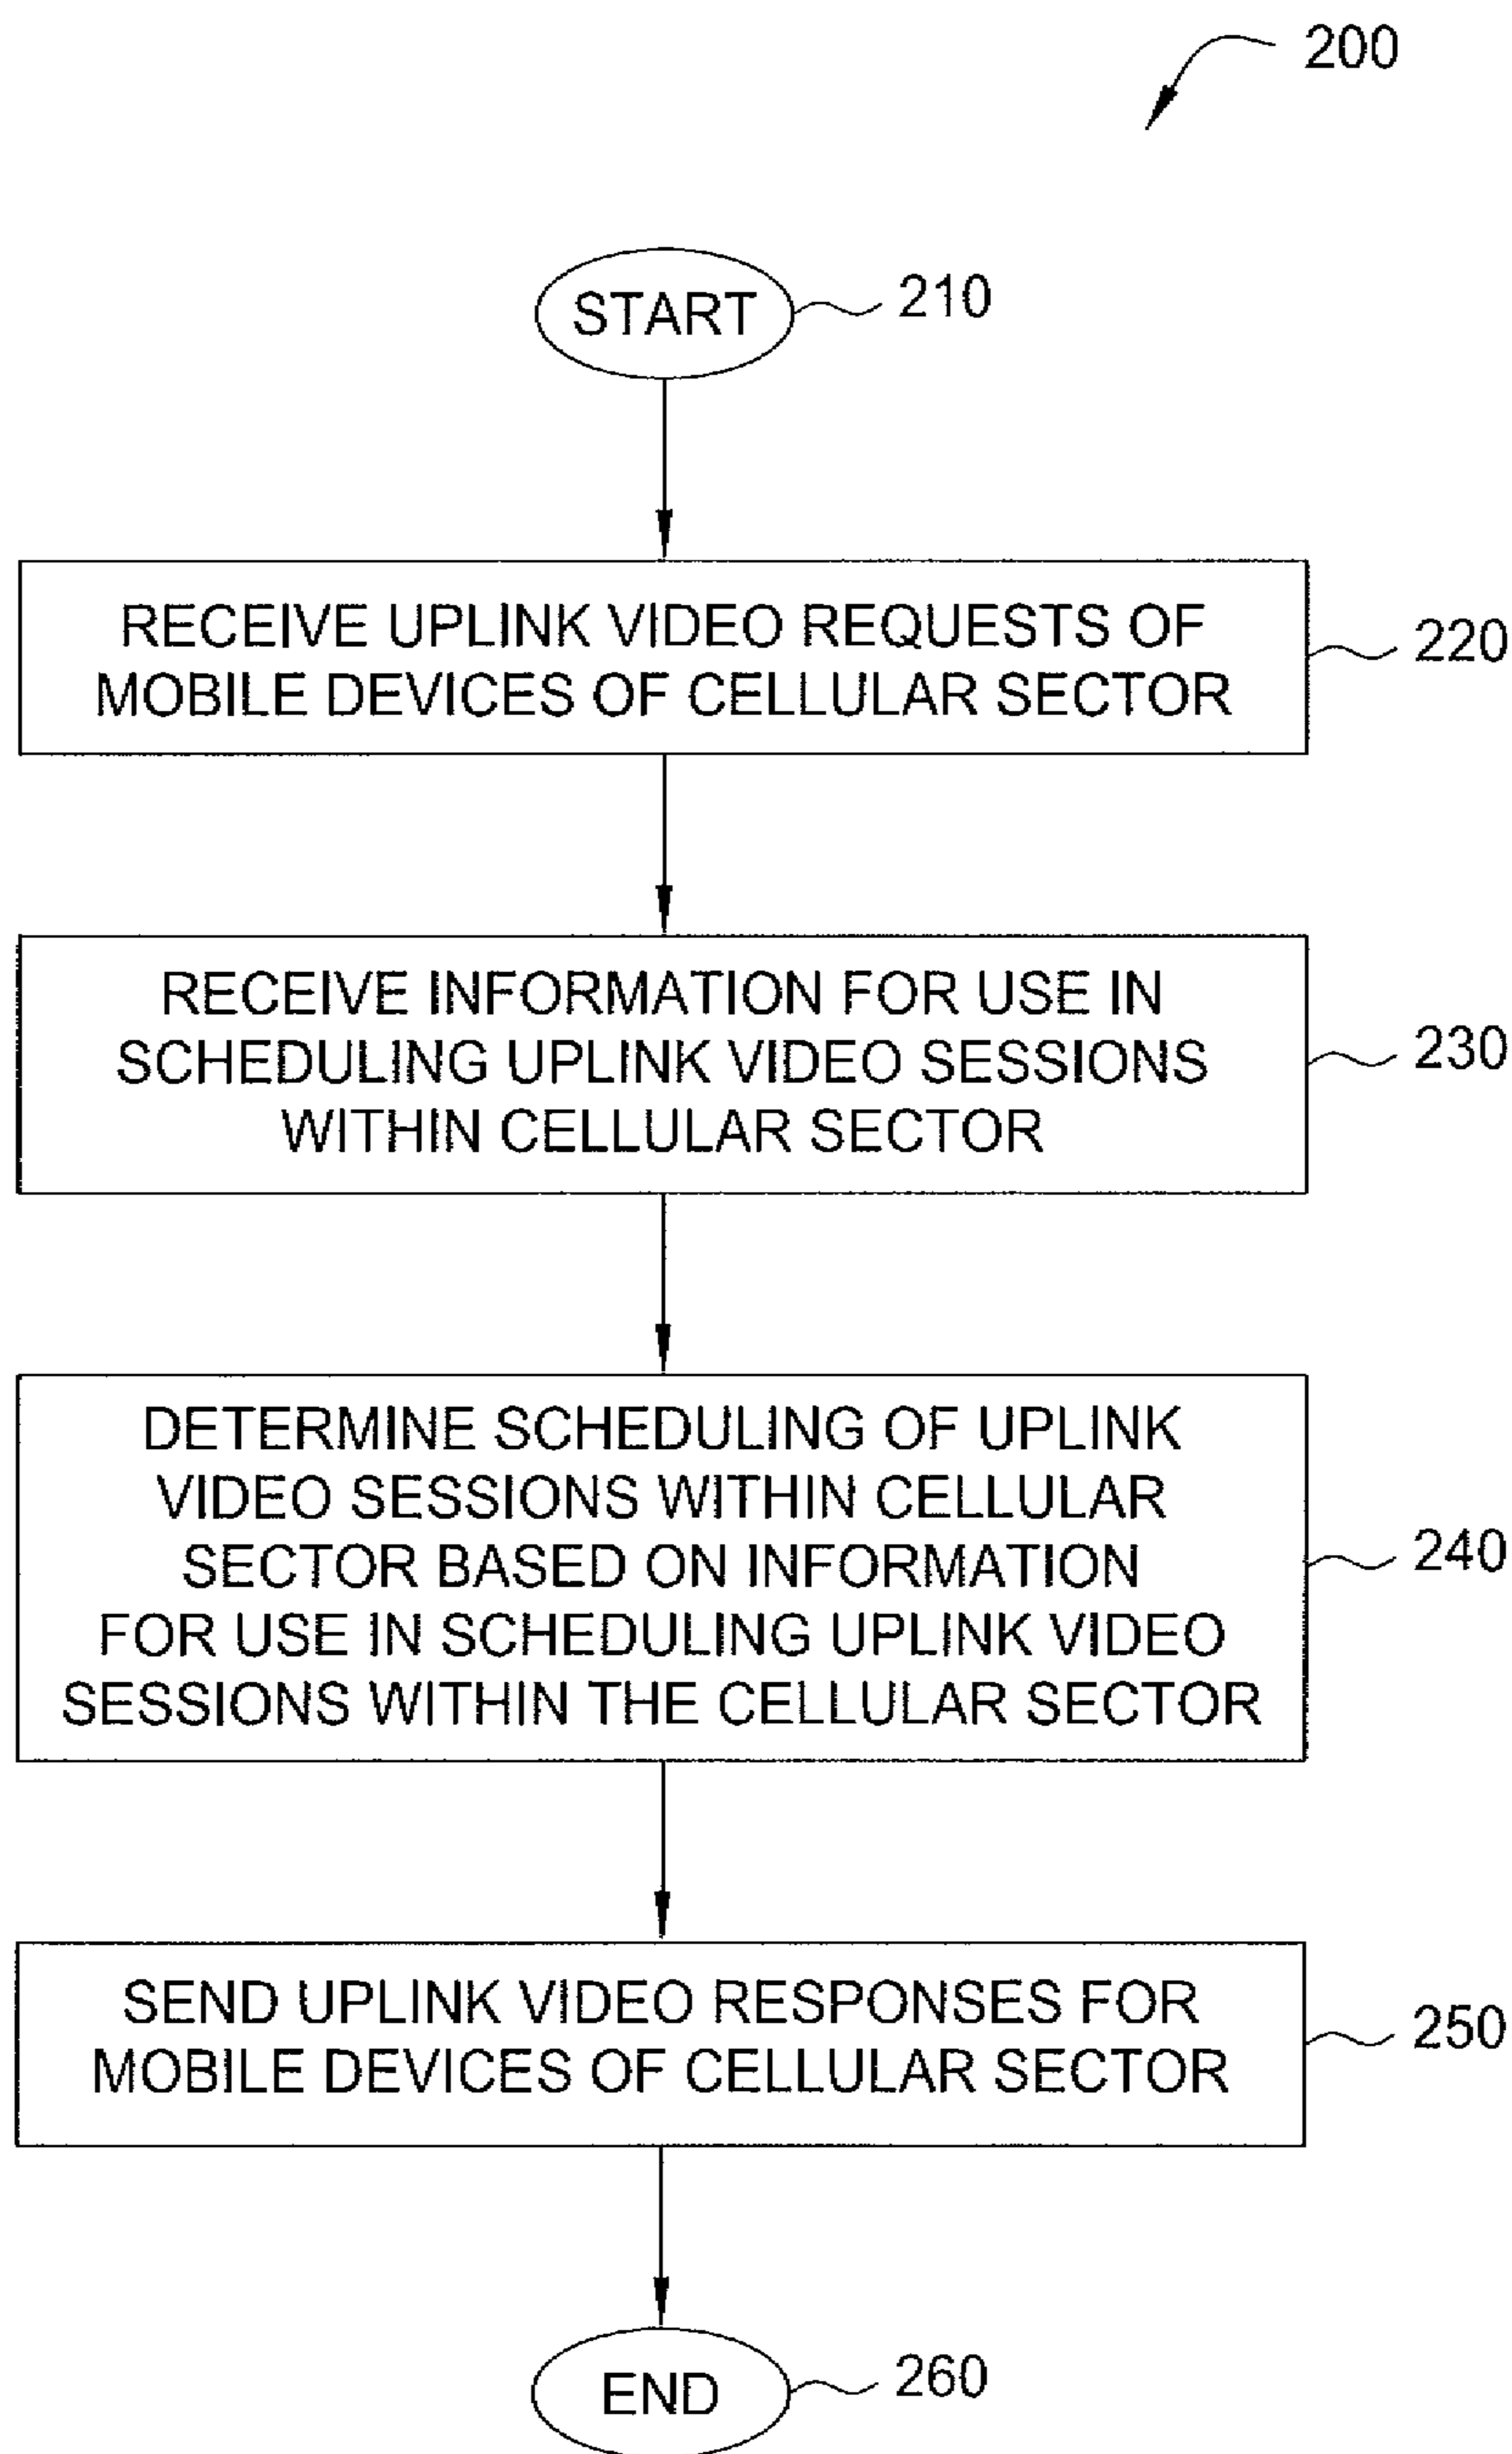 200
START
210
RECEIVE UPLINK VIDEO REQUESTS OF
MOBILE DEVICES OF CELLULAR SECTOR
220
RECEIVE INFORMATION FOR USE IN
SCHEDULING UPLINK VIDEO SESSIONS
WITHIN CELLULAR SECTOR
230
DETERMINE SCHEDULING OF UPLINK
VIDEO SESSIONS WITHIN CELLULAR
SECTOR BASED ON INFORMATION
FOR USE IN SCHEDULING UPLINK VIDEO
SESSIONS WITHIN THE CELLULAR SECTOR
240
SEND UPLINK VIDEO RESPONSES FOR
MOBILE DEVICES OF CELLULAR SECTOR
250
END
260